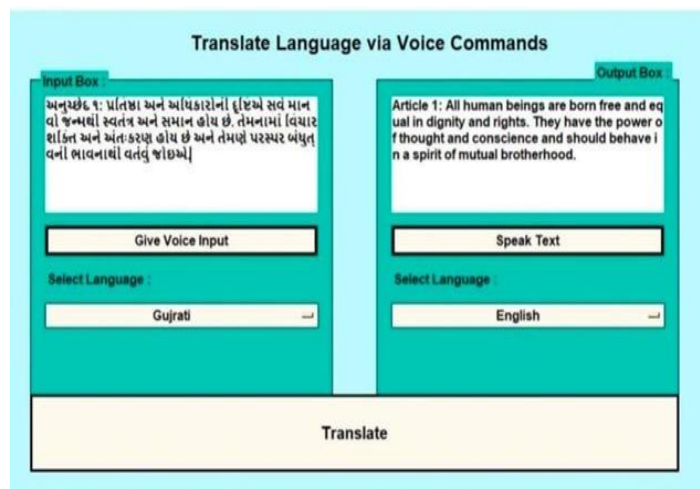 Translate Language via Voice Commands
Input Box :
અનુચ્છેદ ૧: પ્રતિષ્ઠા અને અધિકારોની દૃષ્ટિએ સર્વ માન
વો જન્મથી સ્વતંત્ર અને સમાન હોય છે. તેમનામાં વિચાર
શક્તિ અને અંતઃકરણ હોય છે અને તેમણે પરસ્પર બંધુત્
વની ભાવનાથી વર્તવું જોઇએ|
Give Voice Input
Select Language :
Gujrati
Output Box :
Article 1: All human beings are born free and eq
ual in dignity and rights. They have the power o
f thought and conscience and should behave i
n a spirit of mutual brotherhood.
Speak Text
Select Language :
English
Translate